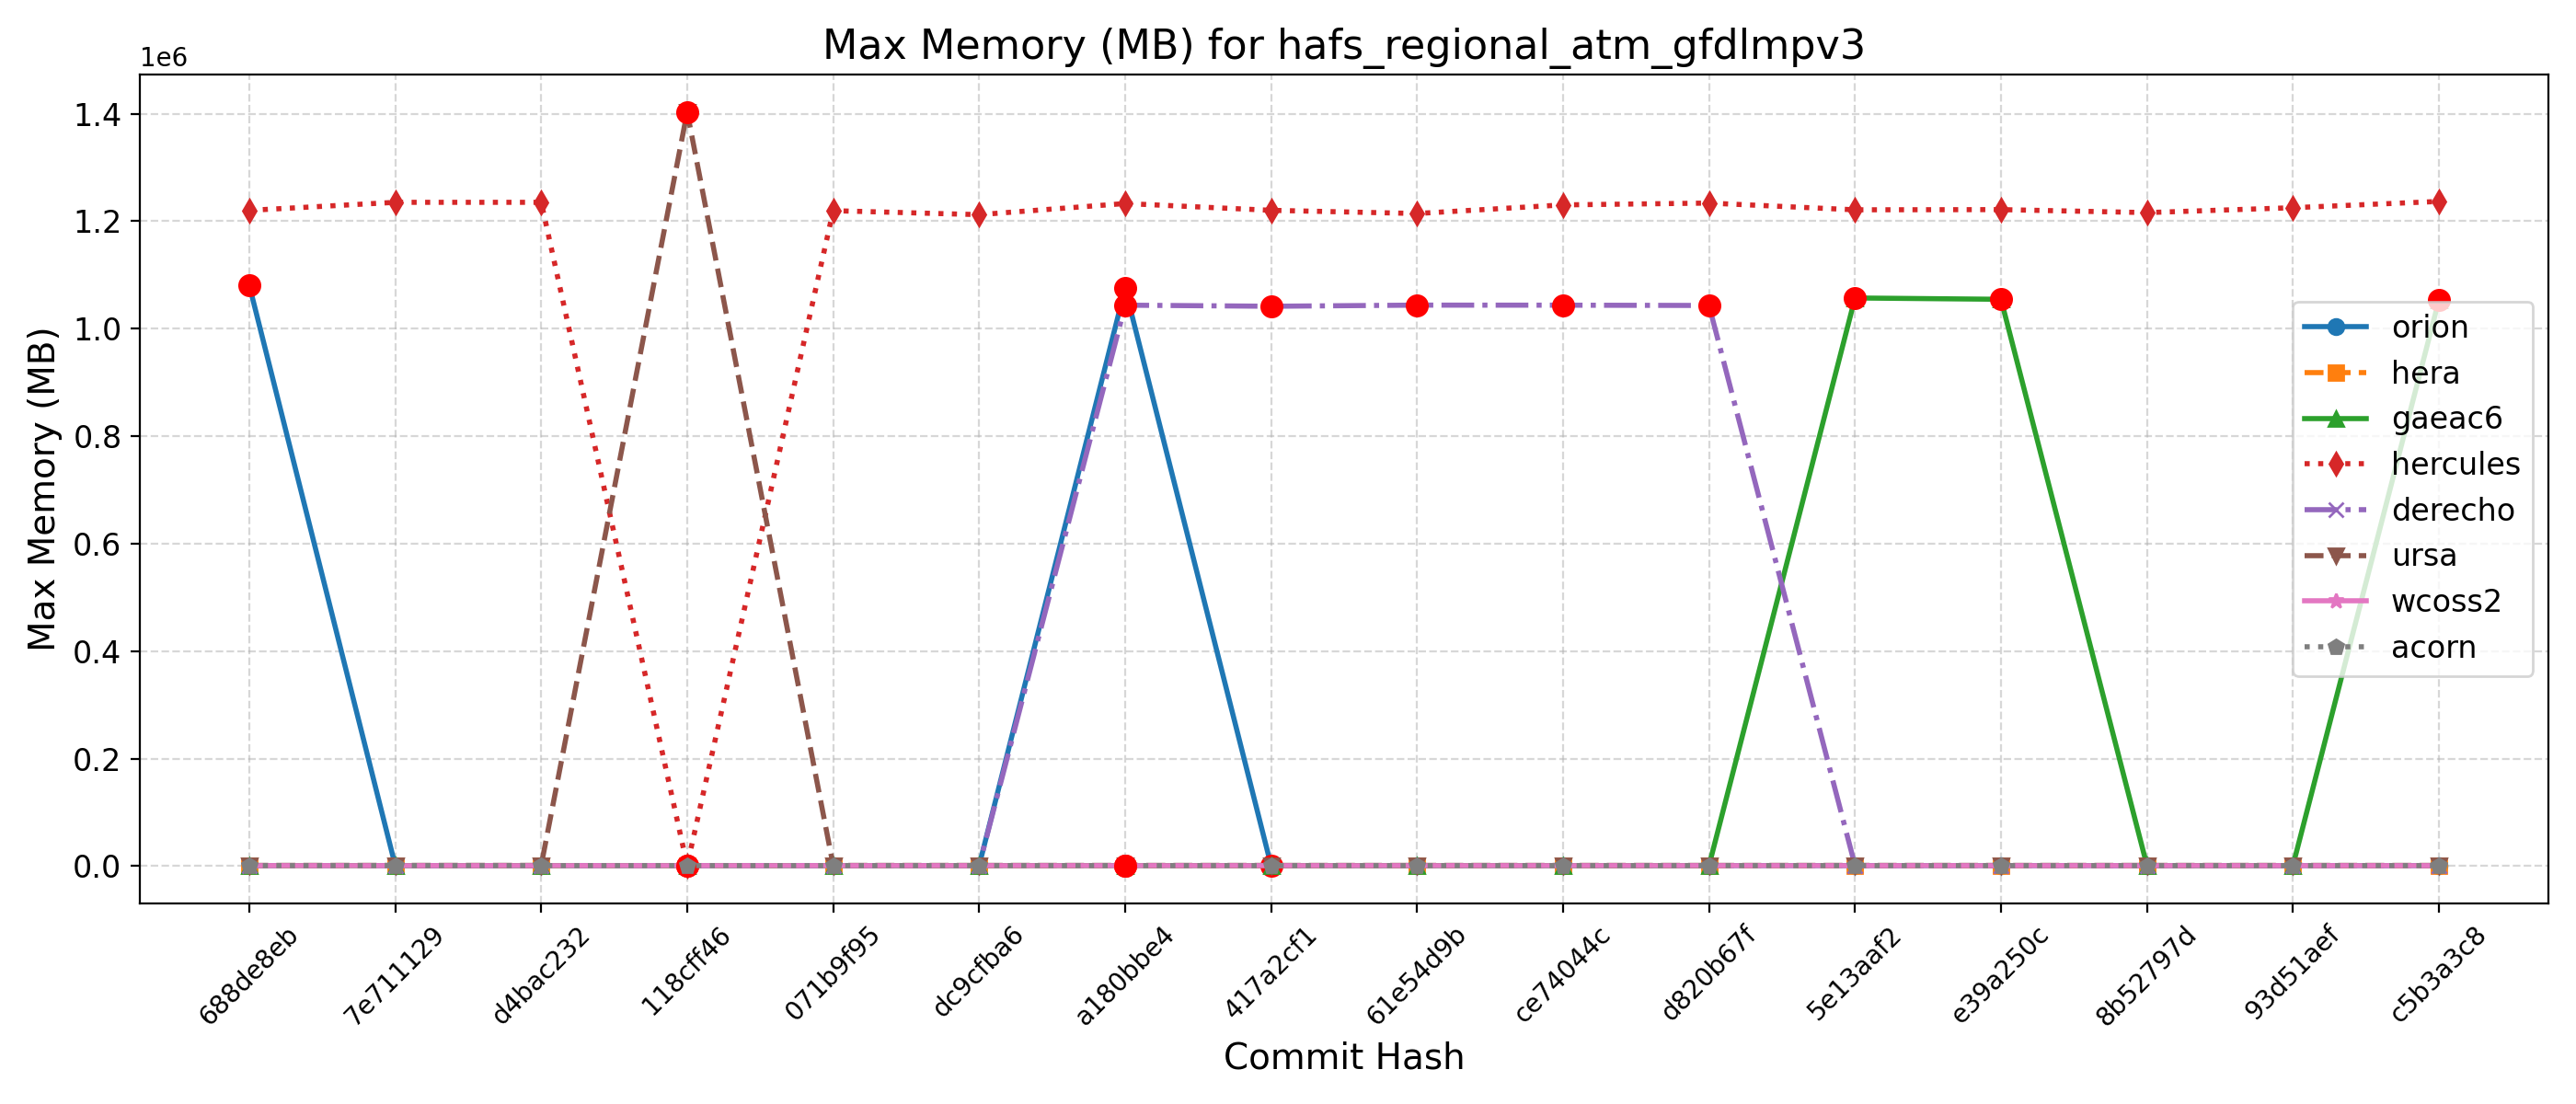 Max Memory (MB) for hafs_regional_atm_gfdlmpv3
1e6
1.4
1.2
1.0
0.8
0.6
0.4
0.2
0.0
Max Memory (MB)
orion
hera
gaeac6
hercules
derecho
ursa
wcoss2
acorn
688de8eb
7e711129
d4bac232
118cff46
071b9f95
dc9cfba6
a180bbe4
417a2cf1
61e54d9b
ce74044c
d820b67f
5e13aaf2
e39a250c
8b52797d
93d51aef
c5b3a3c8
Commit Hash